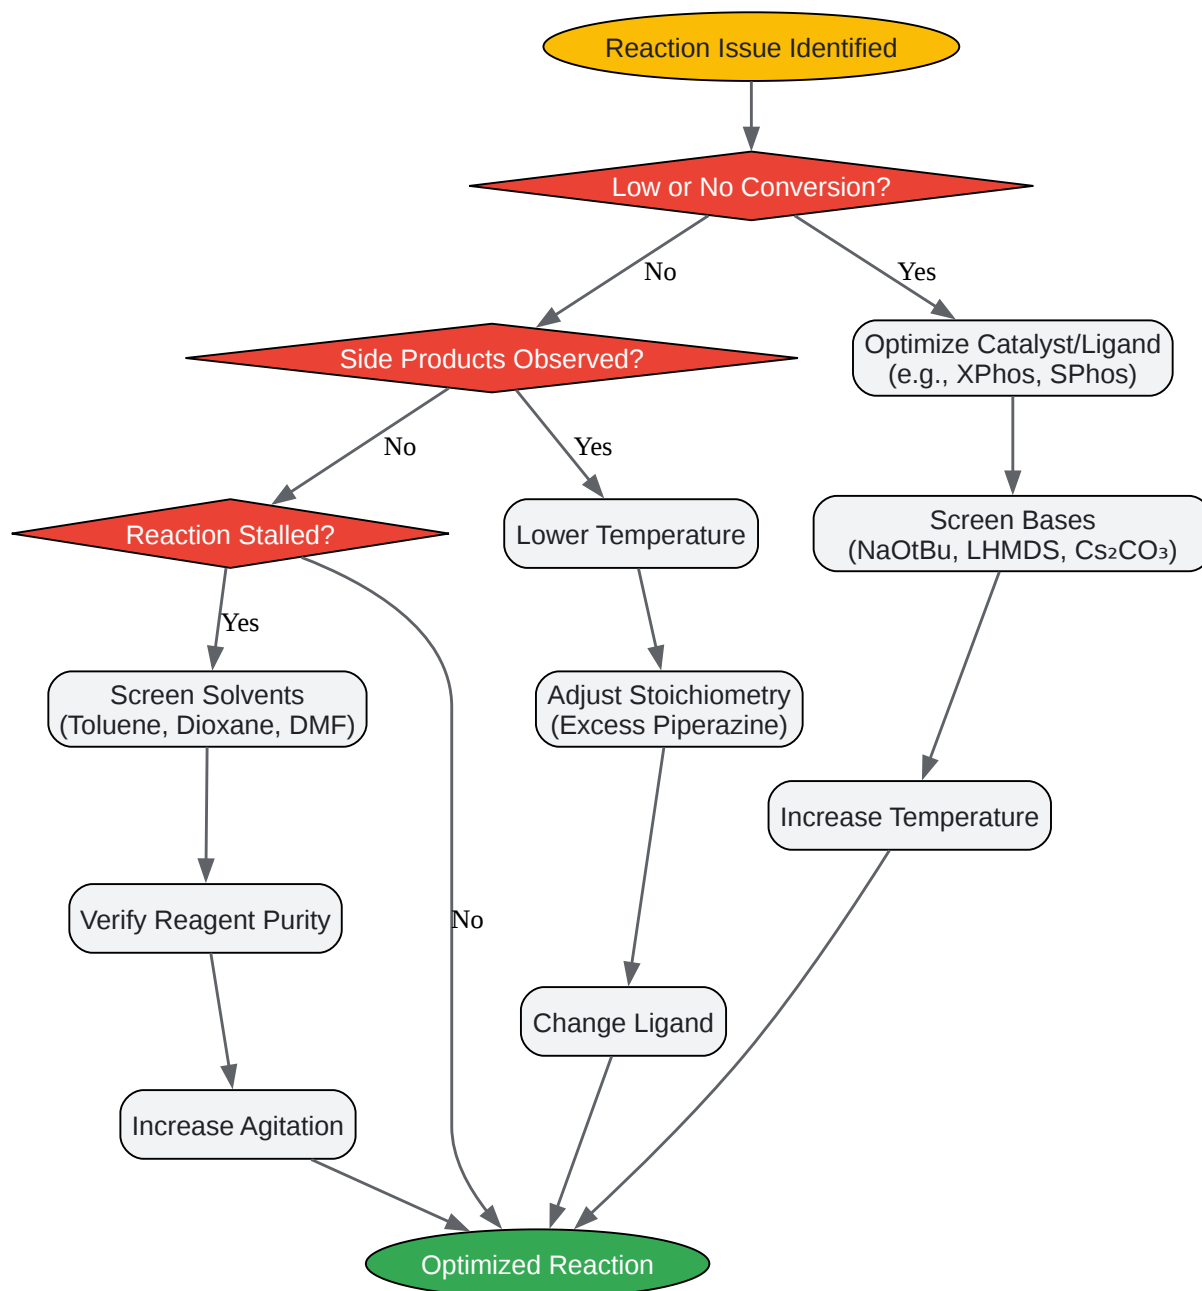 Reaction Issue Identified
Low or No Conversion?
No
Yes
Side Products Observed?
Optimize Catalyst/Ligand
(e.g., XPhos, SPhos)
No
Yes
Reaction Stalled?
Lower Temperature
Screen Bases
(NaOtBu, LHMDS, Cs₂CO₃)
Yes
Screen Solvents
(Toluene, Dioxane, DMF)
Adjust Stoichiometry
(Excess Piperazine)
Increase Temperature
Verify Reagent Purity
No
Change Ligand
Increase Agitation
Optimized Reaction